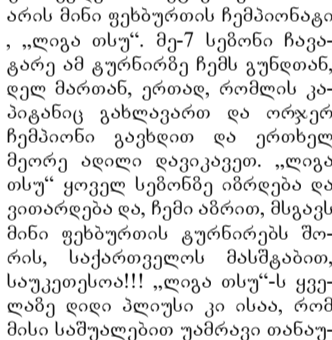 არის მინი ფეხბურთის ჩემპიონატი
, „ლიგა თსუ“. მე-7 სეზონი ჩავა-
ტარე ამ ტურნირზე ჩემს გუნდთან,
დელ მართან, ერთად, რომლის კა-
პიტანიც გახლავართ და ორჯერ
ჩემპიონი გავხდით და ერთხელ
მეორე ადილი დავიკავეთ. „ლიგა
თსუ“ ყოველ სეზონზე იზრდება და
ვითარდება და, ჩემი აზრით, მსგავს
მინი ფეხბურთის ტურნირებს შო-
რის, საქართველოს მასშტაბით,
საუკეთესოა!!! „ლიგა თსუ“-ს ყვე-
ლაზე დიდი პლიუსი კი ისაა, რომ
მისი საშუალებით უამრავი თანაუ-